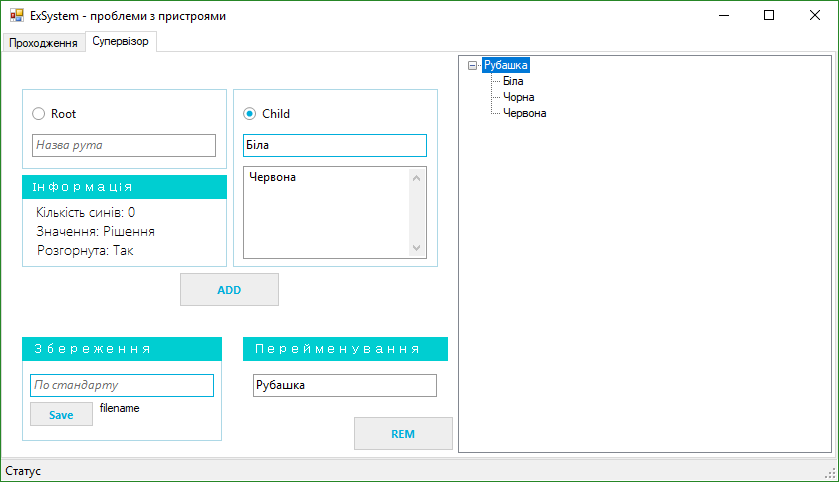 ExSystem - проблеми з пристроями
Проходження
Супервізор
Root
Назва рута
Child
Біла
Червона
Інформація
Кількість синів: 0
Значення: Рішення
Розгорнута: Так
ADD
Збереження
По стандарту
Save
filename
Перейменування
Рубашка
REM
Рубашка
Біла
Чорна
Червона
Статус